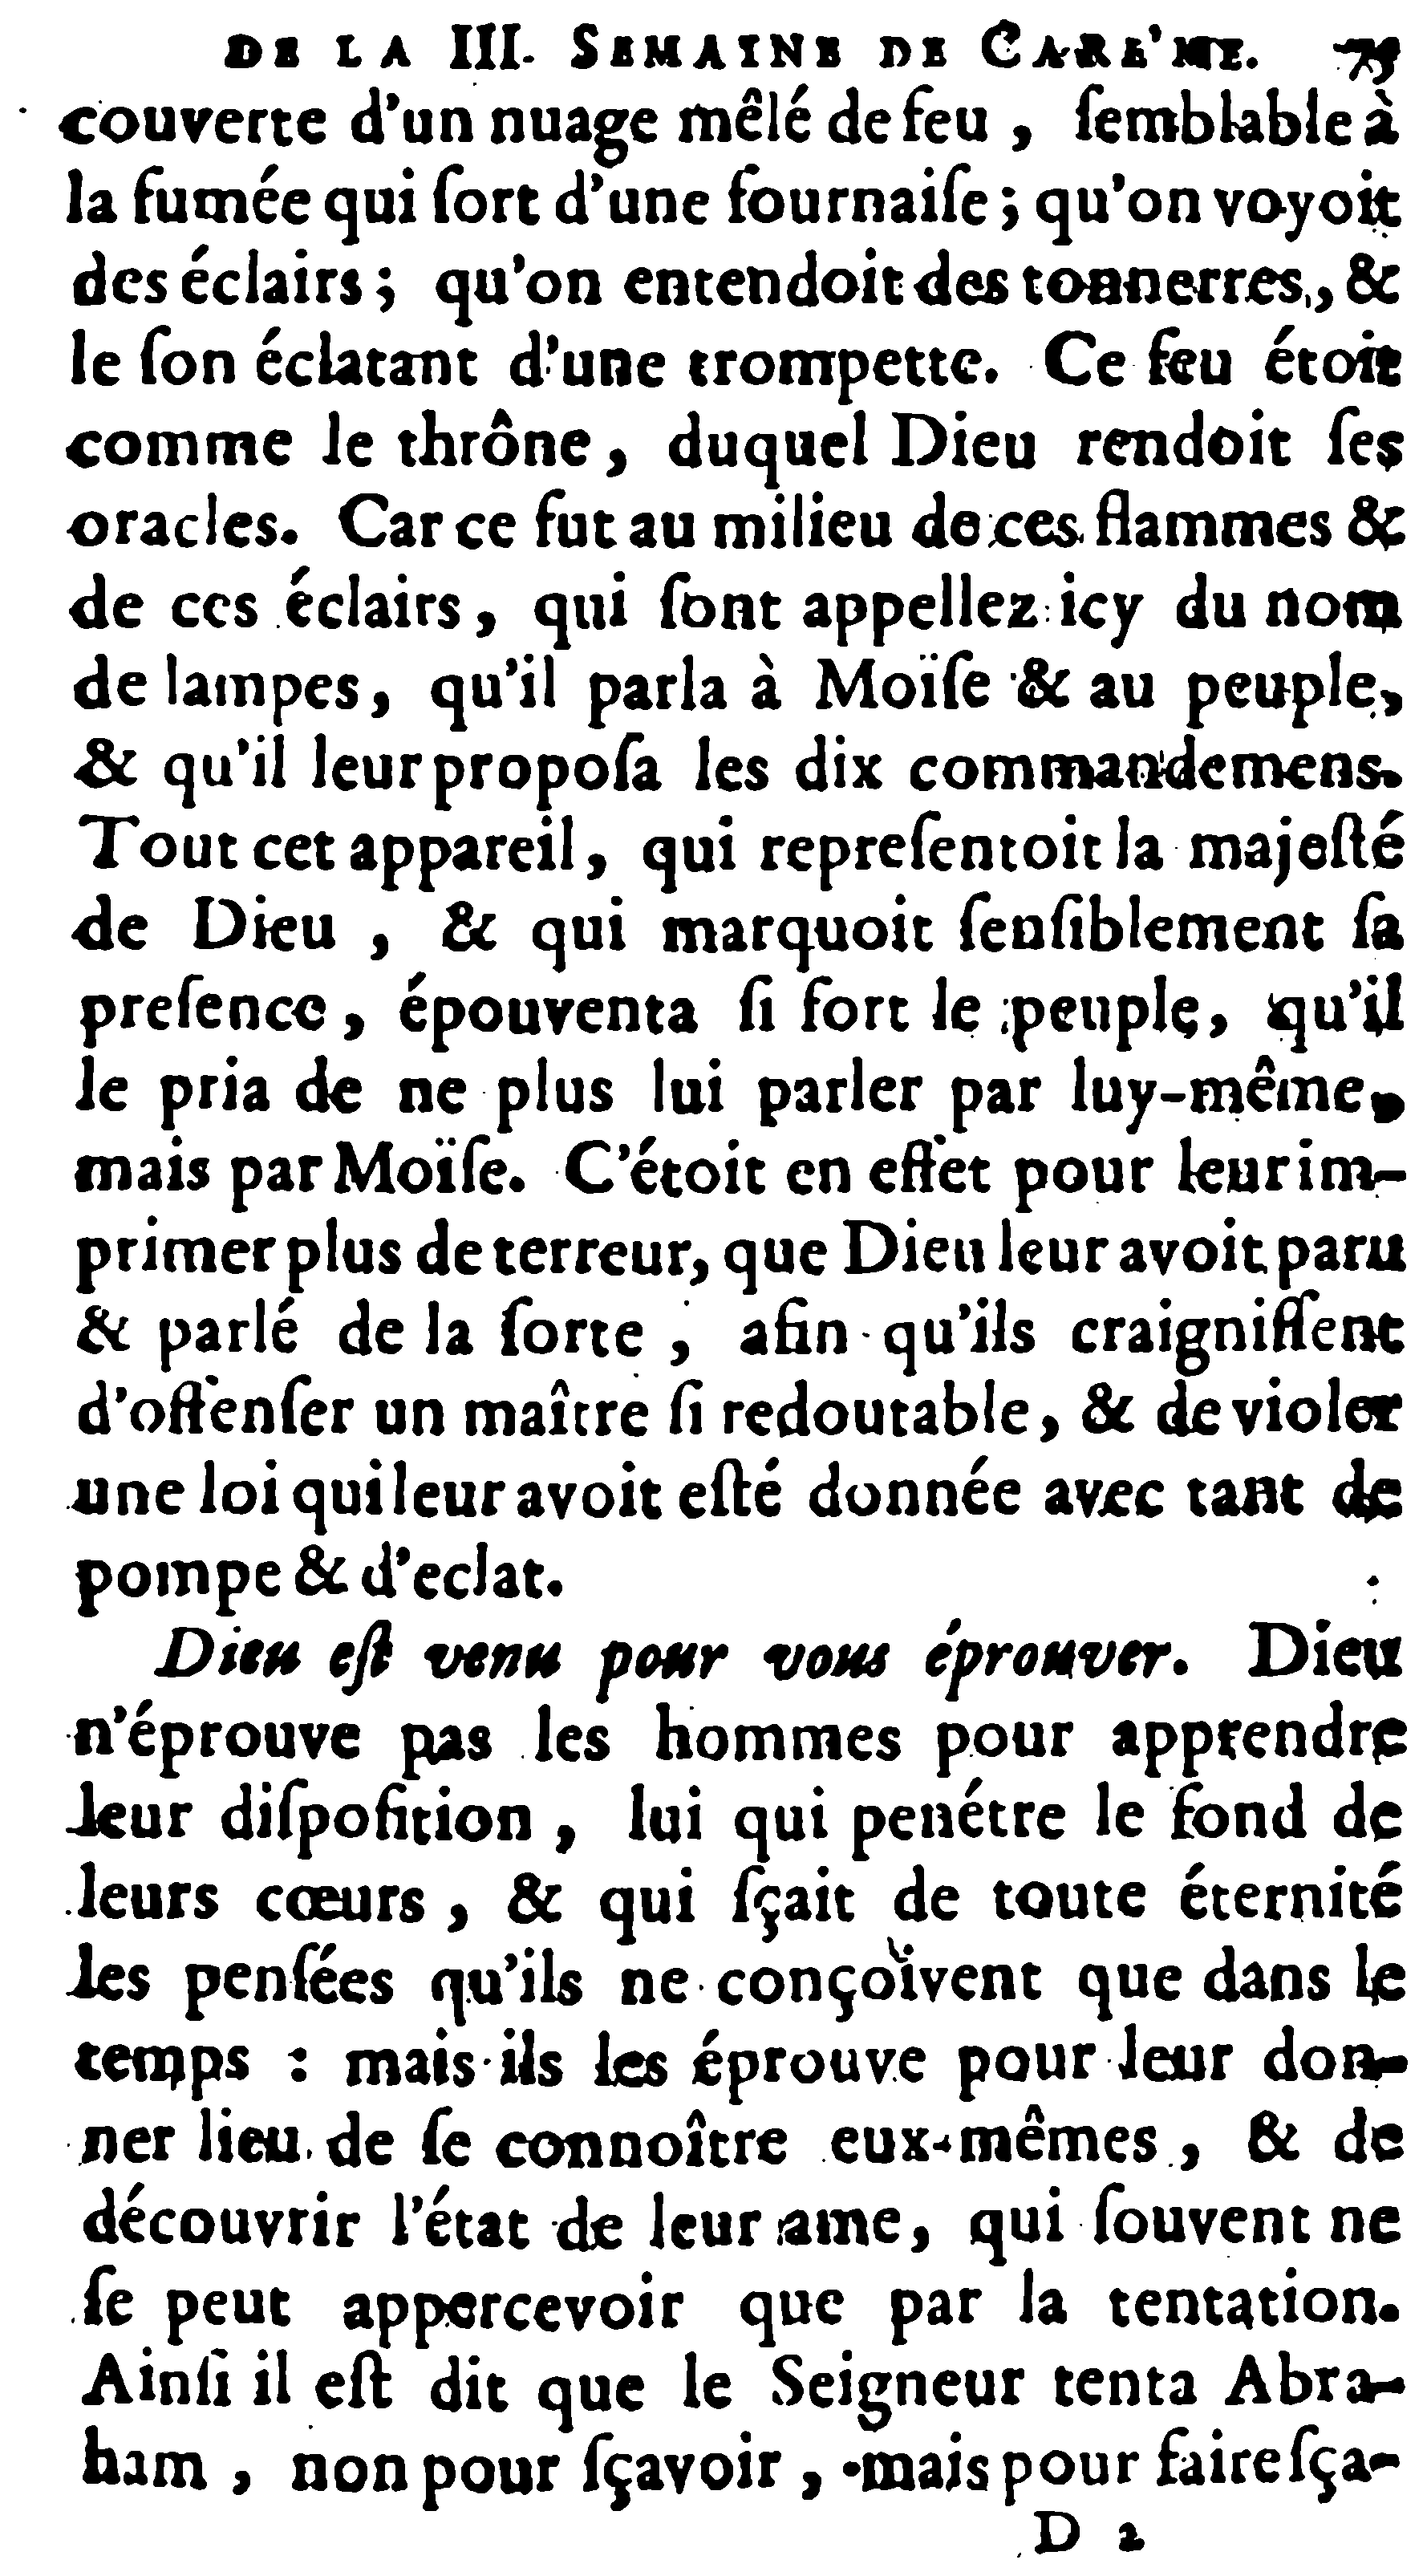 DE LA III. SEMAINE DE CARE'ME. 75
couverte d'un nuage mêlé de feu , ſemblable à
la fumée qui ſort d'une fournaiſe ; qu'on voyoit
des éclairs ; qu'on entendoit des tonnerres, &
le ſon éclatant d'une trompette. Ce feu étoit
comme le thrône, duquel Dieu rendoit ſes
oracles. Car ce fut au milieu de ces flammes &
de ces éclairs, qui ſont appellez icy du nom
de lampes, qu'il parla à Moïſe & au peuple,
& qu'il leur propoſa les dix commandemens.
Tout cet appareil, qui repreſentoit la majeſté
de Dieu , & qui marquoit ſenſiblement ſa
preſence, épouventa ſi fort le peuple, qu'il
le pria de ne plus lui parler par luy-même,
mais par Moïſe. C'étoit en effet pour leur im-
primer plus de terreur, que Dieu leur avoit paru
& parlé de la ſorte , afin qu'ils craigniſſent
d'offenſer un maître ſi redoutable, & de violer
une loi qui leur avoit eſté donnée avec tant de
pompe & d'eclat.
Dieu eſt venu pour vous éprouver. Dieu
n'éprouve pas les hommes pour apprendre
leur diſpoſition , lui qui penétre le fond de
leurs cœurs , & qui ſçait de toute éternité
les penſées qu'ils ne conçoivent que dans le
temps : mais ils les éprouve pour leur don-
ner lieu de ſe connoître eux-mêmes , & de
découvrir l'état de leur ame, qui ſouvent ne
ſe peut appercevoir que par la tentation.
Ainſi il eſt dit que le Seigneur tenta Abra-
ham , non pour ſçavoir , mais pour faire ſça-
D 2